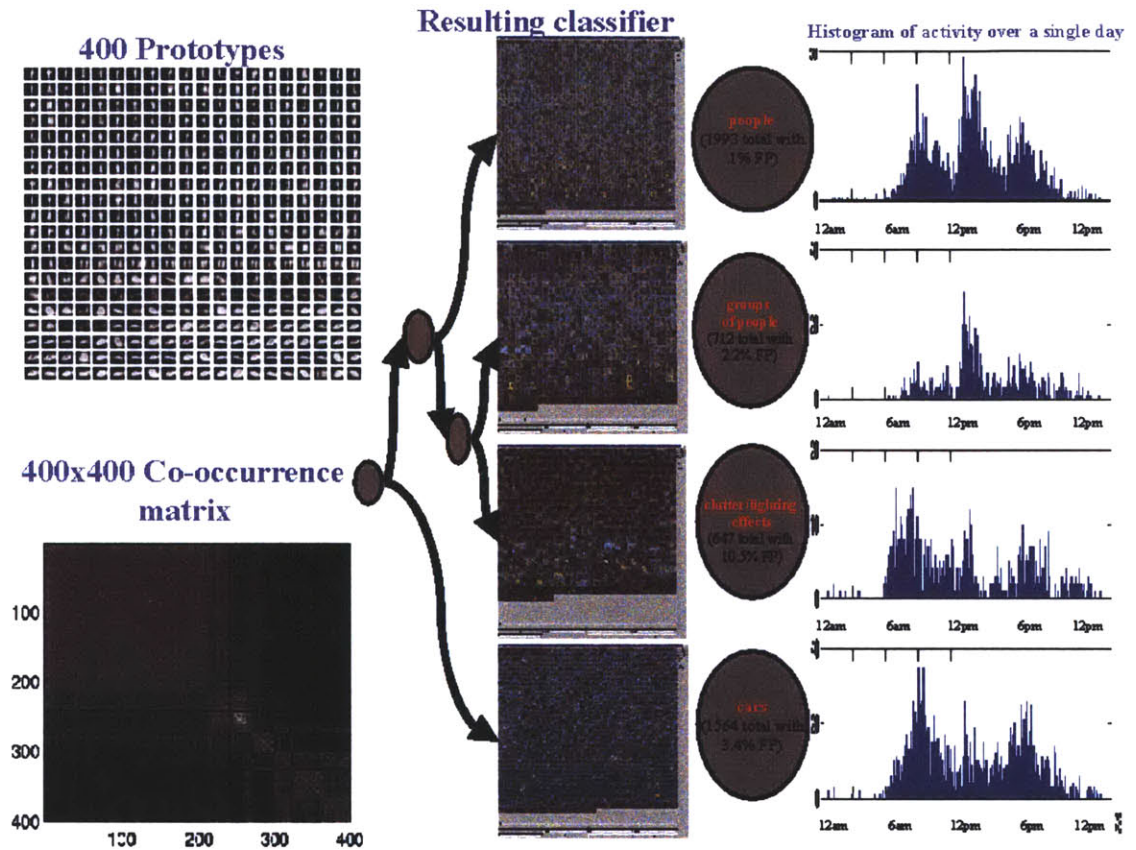 Resulting classifier
400 Prototypes
Histogram of activity over a single day
people
(1993 total with
.1% FP)
12am 6am 12pm 6pm 12pm
groups
of people
(712 total with
2.2% FP)
12am 6am 12pm 6pm 12pm
400x400 Co-occurrence
matrix
clutter/lighting
effects
(647 total with
10.5% FP)
12am 6am 12pm 6pm 12pm
cars
(1564 total with
3.4% FP)
12am 6am 12pm 6pm 12pm
100
200
300
400
100 200 300 400